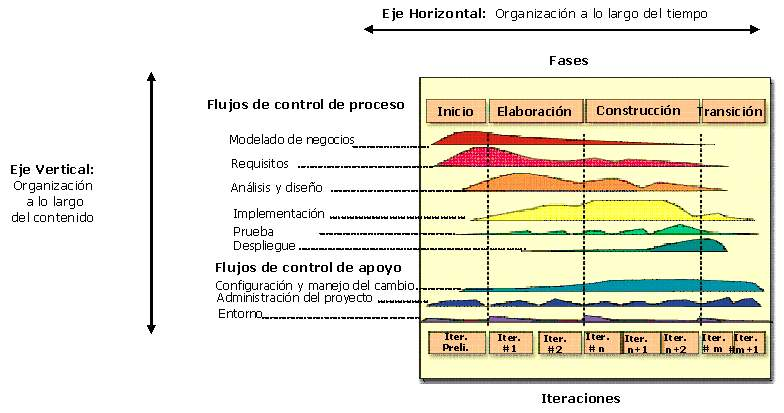 Eje Horizontal: Organización a lo largo del tiempo
Fases
Flujos de control de proceso
Inicio
Elaboración
Construcción
Transición
Modelado de negocios
Requisitos
Análisis y diseño
Implementación
Prueba
Despliegue
Eje Vertical:
Organización
a lo largo
del contenido
Flujos de control de apoyo
Configuración y manejo del cambio
Administración del proyecto
Entorno
Iter.
Preli.
Iter.
#1
Iter.
#2
Iter.
# n
Iter.
n+1
Iter.
n+2
Iter.
# m
Iter.
#m+1
Iteraciones